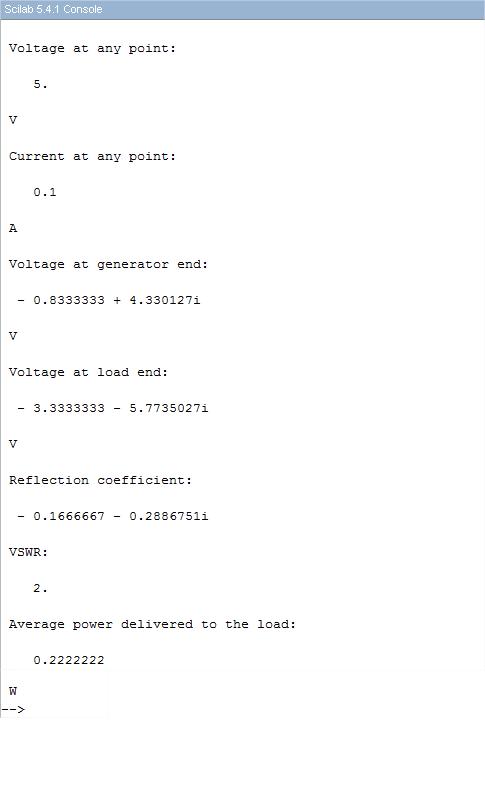 Scilab 5.4.1 Console
Voltage at any point:
5.
V
Current at any point:
0.1
A
Voltage at generator end:
- 0.8333333 + 4.330127i
V
Voltage at load end:
- 3.3333333 - 5.7735027i
V
Reflection coefficient:
- 0.1666667 - 0.2886751i
VSWR:
2.
Average power delivered to the load:
0.2222222
W
-->